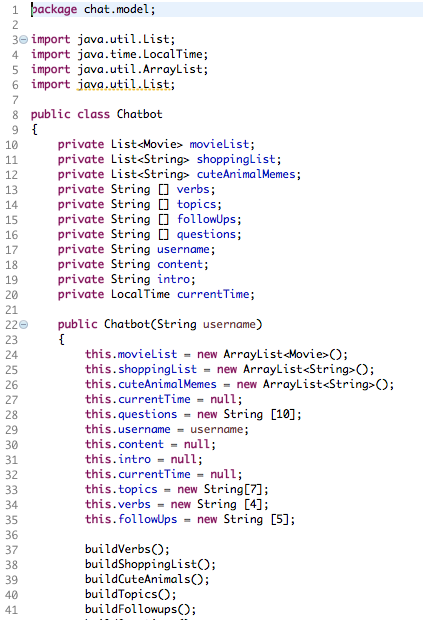 1 package chat.model;
2
3 import java.util.List;
4 import java.time.LocalTime;
5 import java.util.ArrayList;
6 import java.util.List;
7
8 public class Chatbot
9 {
10 private List<Movie> movieList;
11 private List<String> shoppingList;
12 private List<String> cuteAnimalMemes;
13 private String [] verbs;
14 private String [] topics;
15 private String [] followUps;
16 private String [] questions;
17 private String username;
18 private String content;
19 private String intro;
20 private LocalTime currentTime;
21
22 public Chatbot(String username)
23 {
24 this.movieList = new ArrayList<Movie>();
25 this.shoppingList = new ArrayList<String>();
26 this.cuteAnimalMemes = new ArrayList<String>();
27 this.currentTime = null;
28 this.questions = new String [10];
29 this.username = username;
30 this.content = null;
31 this.intro = null;
32 this.currentTime = null;
33 this.topics = new String[7];
34 this.verbs = new String [4];
35 this.followUps = new String [5];
36
37 buildVerbs();
38 buildShoppingList();
39 buildCuteAnimals();
40 buildTopics();
41 buildFollowups();